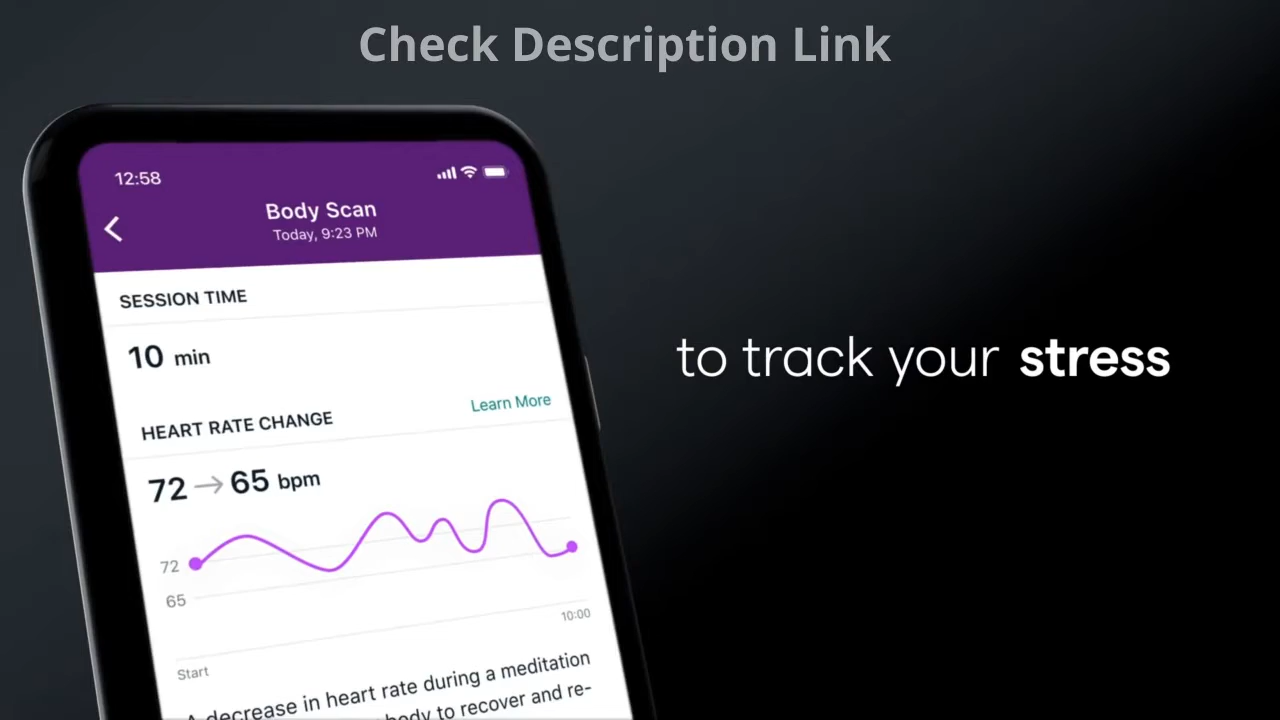 Check Description Link
12:58
Body Scan
Today, 9:23 PM
SESSION TIME
10 min
HEART RATE CHANGE
Learn More
72 → 65 bpm
72
65
10:00
Start
A decrease in heart rate during a meditation
body to recover and re-
to track your stress